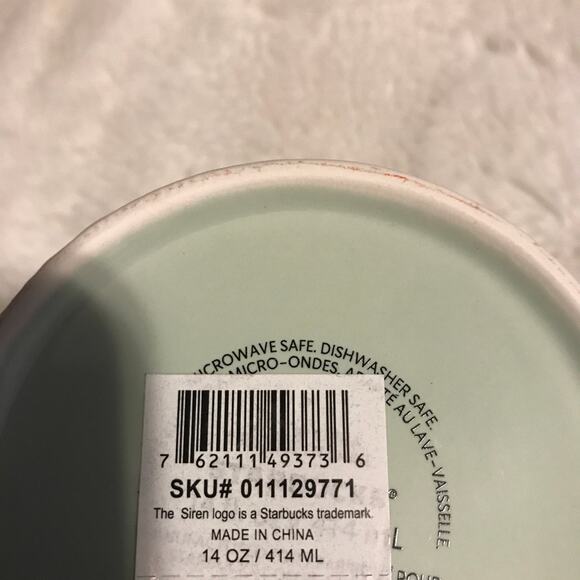 MICROWAVE SAFE. DISHWASHER SAFE.
MICRO-ONDES. AU LAVE-VAISSELLE
7 62111 49373 6
SKU# 011129771
The Siren logo is a Starbucks trademark.
MADE IN CHINA
14 OZ / 414 ML
®
L
POUR